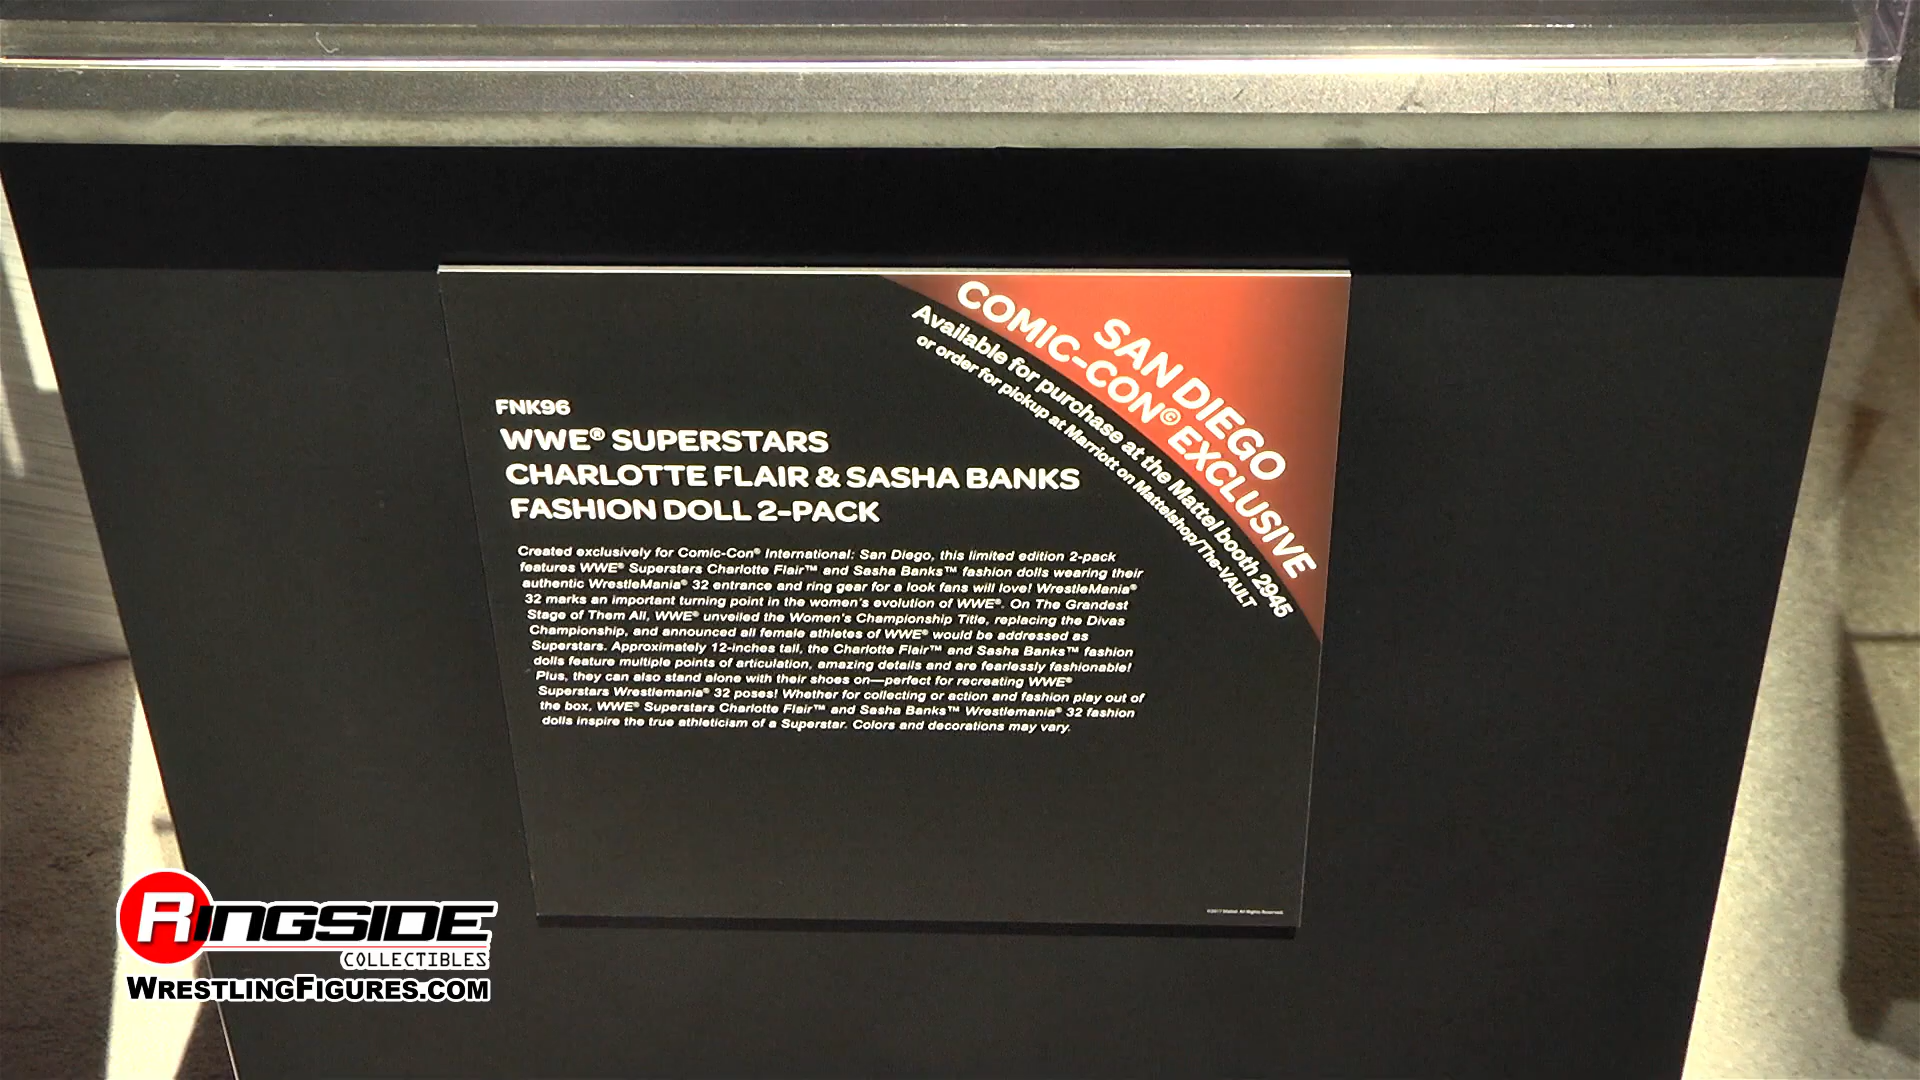 SAN DIEGO
COMIC-CON© EXCLUSIVE
Available for purchase at the Mattel booth 2945
or order for pickup at Marriott on Mattelshop/The-VAULT
FNK96
WWE® SUPERSTARS
CHARLOTTE FLAIR & SASHA BANKS
FASHION DOLL 2-PACK
Created exclusively for Comic-Con® International: San Diego, this limited edition 2-pack
features WWE® Superstars Charlotte Flair™ and Sasha Banks™ fashion dolls wearing their
authentic WrestleMania® 32 entrance and ring gear for a look fans will love! WrestleMania®
32 marks an important turning point in the women's evolution of WWE®. On The Grandest
Stage of Them All, WWE® unveiled the Women's Championship Title, replacing the Divas
Championship, and announced all female athletes of WWE® would be addressed as
Superstars. Approximately 12-inches tall, the Charlotte Flair™ and Sasha Banks™ fashion
dolls feature multiple points of articulation, amazing details and are fearlessly fashionable!
Plus, they can also stand alone with their shoes on—perfect for recreating WWE®
Superstars Wrestlemania® 32 poses! Whether for collecting or action and fashion play out of
the box, WWE® Superstars Charlotte Flair™ and Sasha Banks™ Wrestlemania® 32 fashion
dolls inspire the true athleticism of a Superstar. Colors and decorations may vary.
©2017 Mattel. All Rights Reserved.
RINGSIDE
COLLECTIBLES
WRESTLINGFIGURES.COM